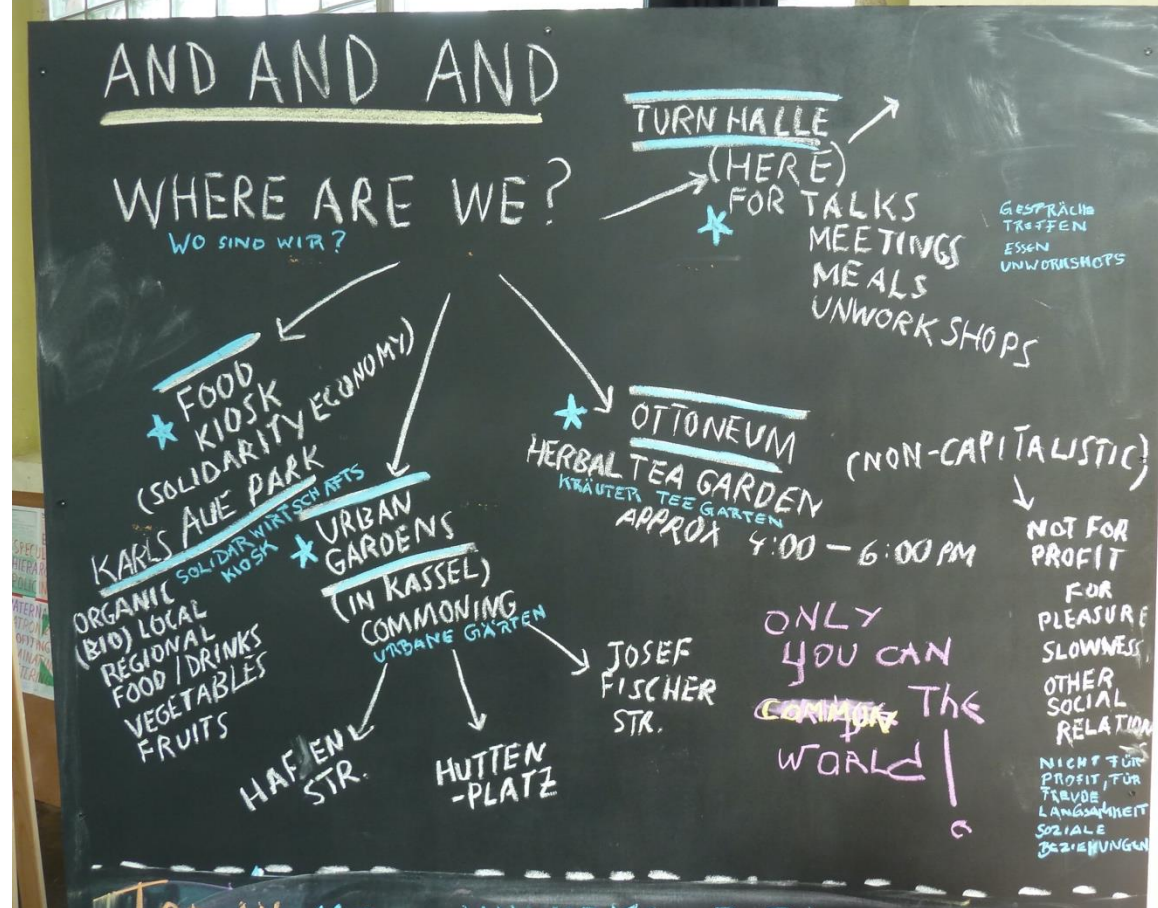 AND AND AND
WHERE ARE WE?
WO SIND WIR?
TURNHALLE
(HERE)
FOR TALKS
MEETINGS
MEALS
UNWORKSHOPS
GESPRÄCHE
TREFFEN
ESSEN
UNWORKSHOPS
FOOD
KIOSK
(SOLIDARITY ECONOMY)
KARLS AUE PARK
SOLIDARWIRTSCHAFTS
KIOSK
ORGANIC
(BIO) LOCAL
REGIONAL
FOOD/DRINKS
VEGETABLES
FRUITS
URBAN
GARDENS
(IN KASSEL)
COMMONING
URBANE GÄRTEN
HAFEN
STR.
HUTTEN
-PLATZ
JOSEF
FISCHER
STR.
OTTONEUM
HERBAL TEA GARDEN
KRÄUTER TEE GARTEN
APPROX 4:00 - 6:00 PM
(NON-CAPITALISTIC)
NOT FOR
PROFIT
FOR
PLEASURE
SLOWNESS
OTHER
SOCIAL
RELATION
NICHT FÜR
PROFIT, FÜR
FREUDE
LANGSAMKEIT
SOZIALE
BEZIEHUNGEN
ONLY
YOU CAN
COMMON THE
WORLD!